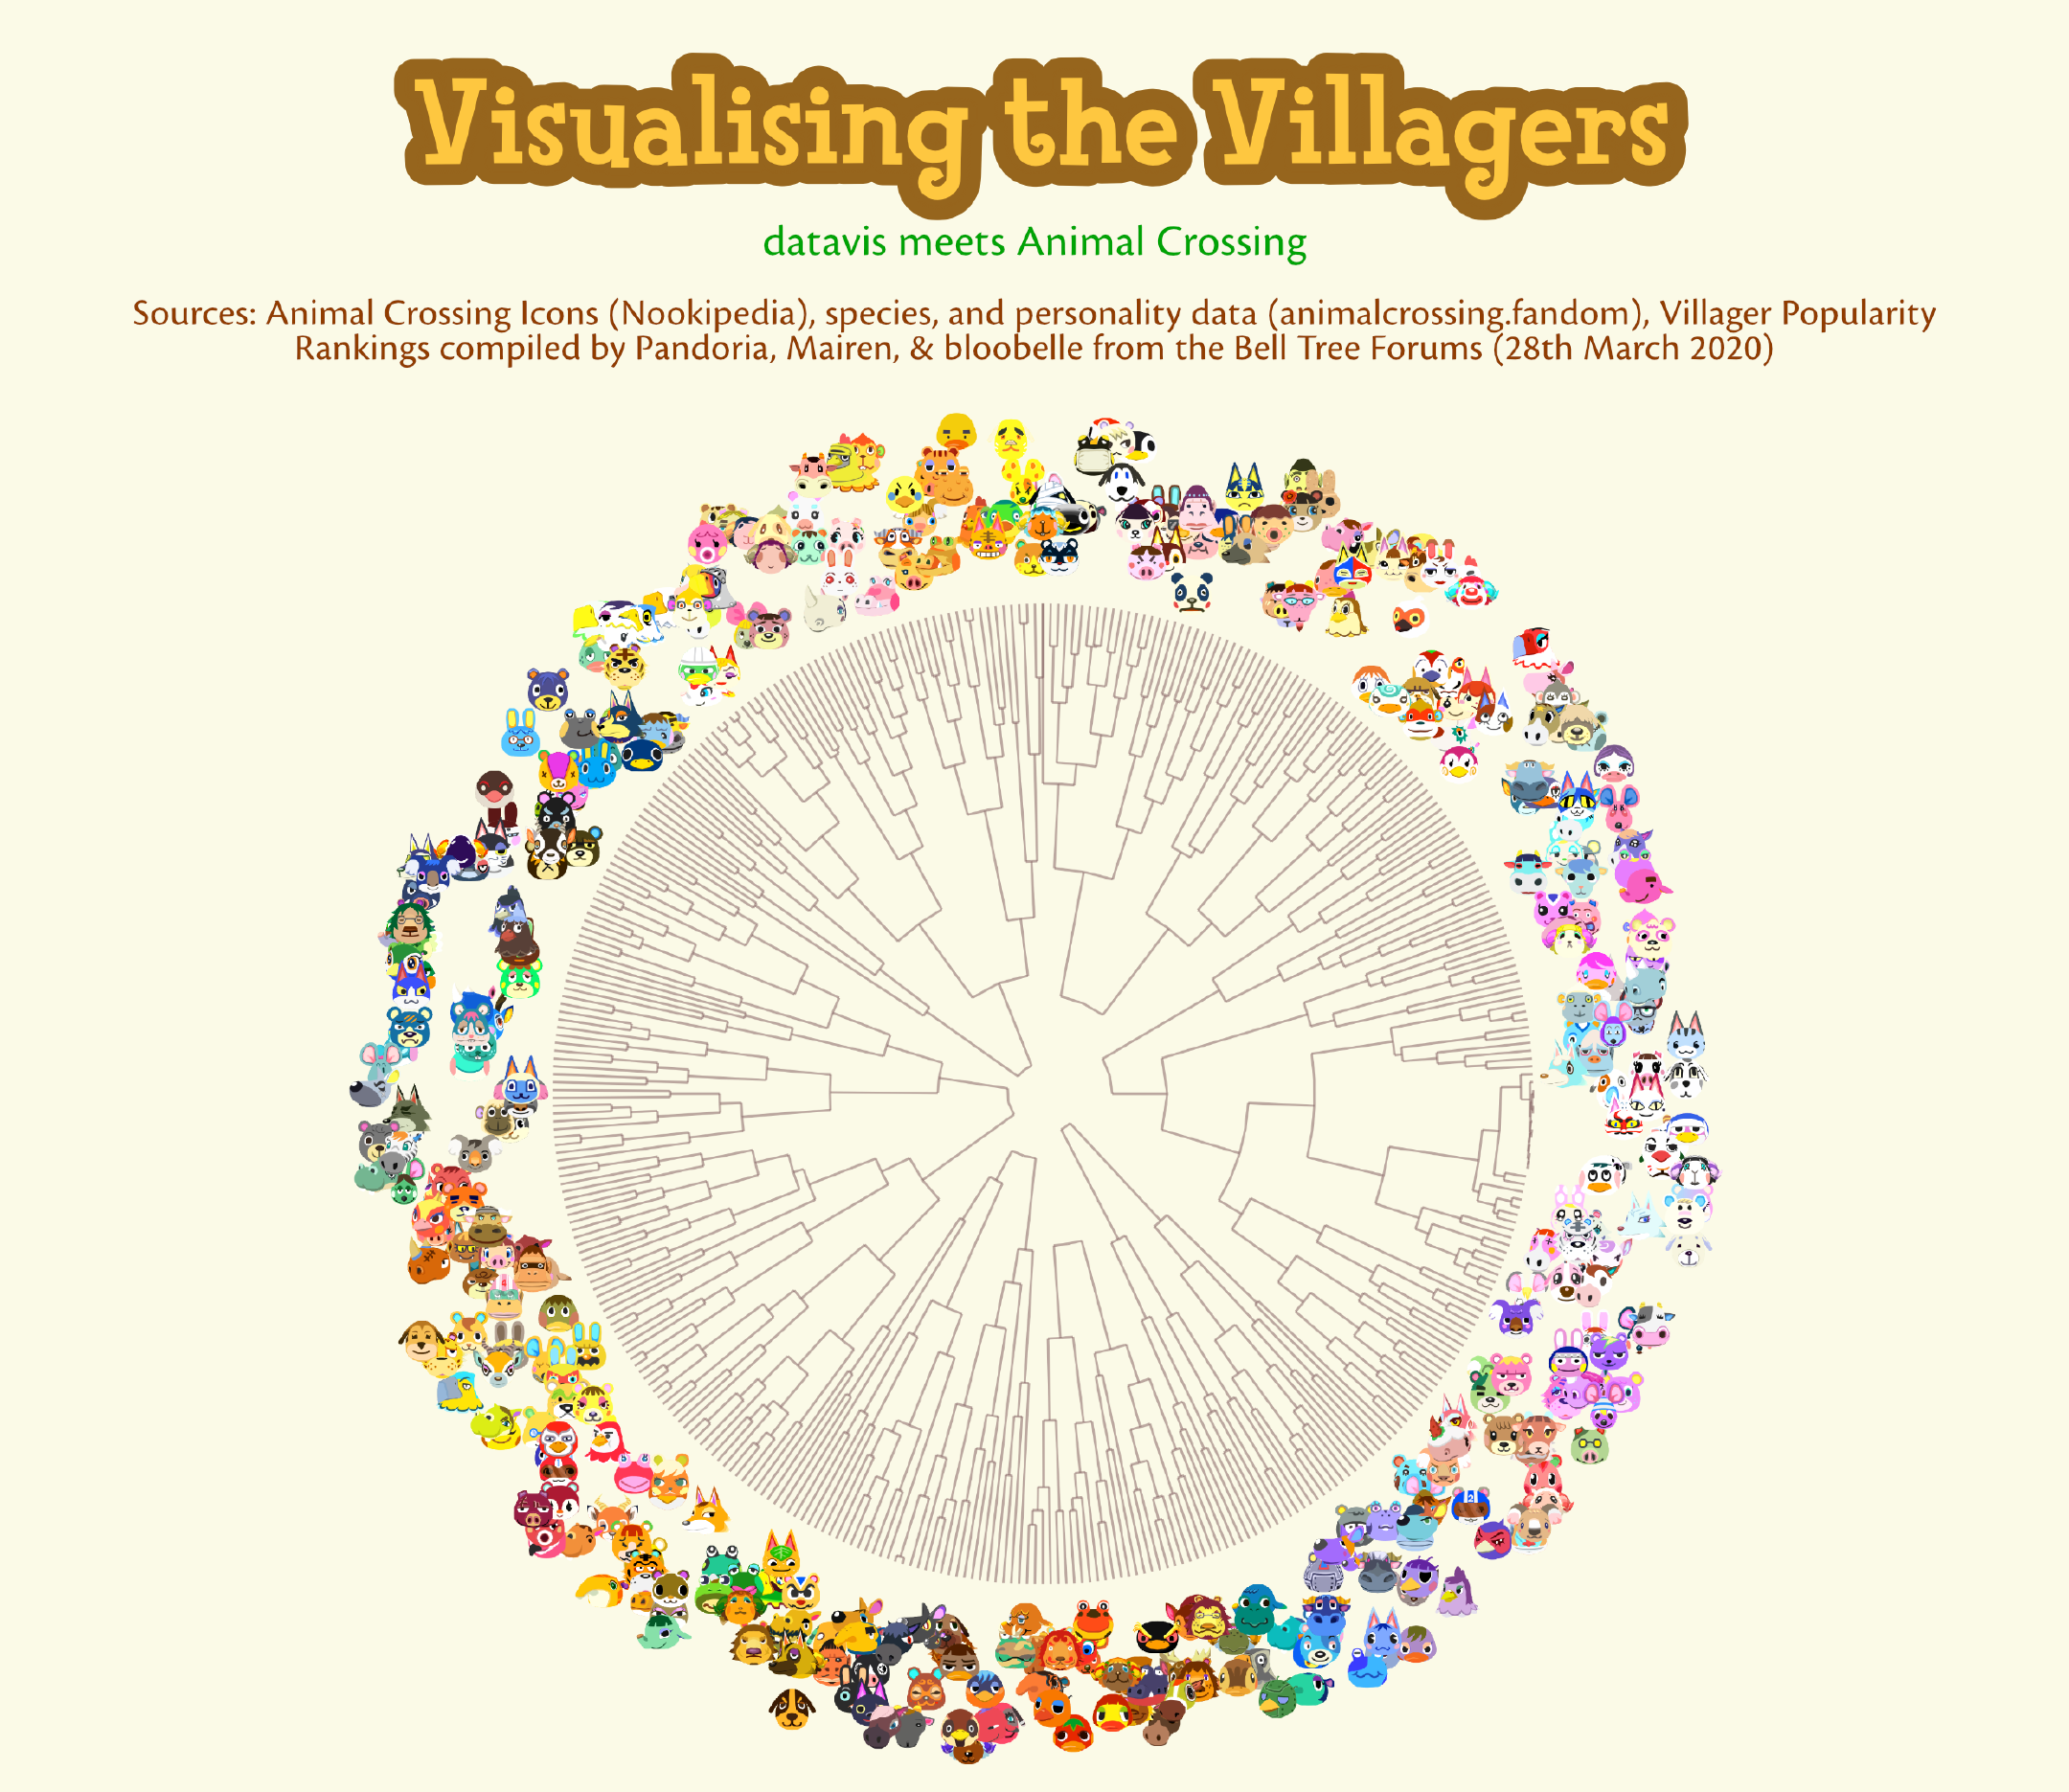 Visualising the Villagers
datavis meets Animal Crossing
Sources: Animal Crossing Icons (Nookipedia), species, and personality data (animalcrossing.fandom), Villager Popularity
Rankings compiled by Pandoria, Mairen, & bloobelle from the Bell Tree Forums (28th March 2020)